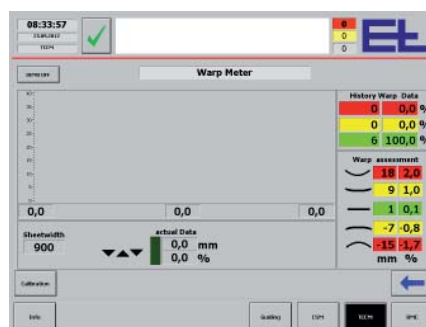 08:33:57
TCCM
0
0
0
Warp Meter
History Warp Data
0 0,0 %
0 0,0 %
6 100,0 %
Warp assessment
18 2,0
9 1,0
1 0,1
-7 -0,8
-15 -1,7
mm %
0,0 0,0 0,0
Sheetwidth
900
actual Data
0,0 mm
0,0 %
Calibration
Info
Guiding
TCCM